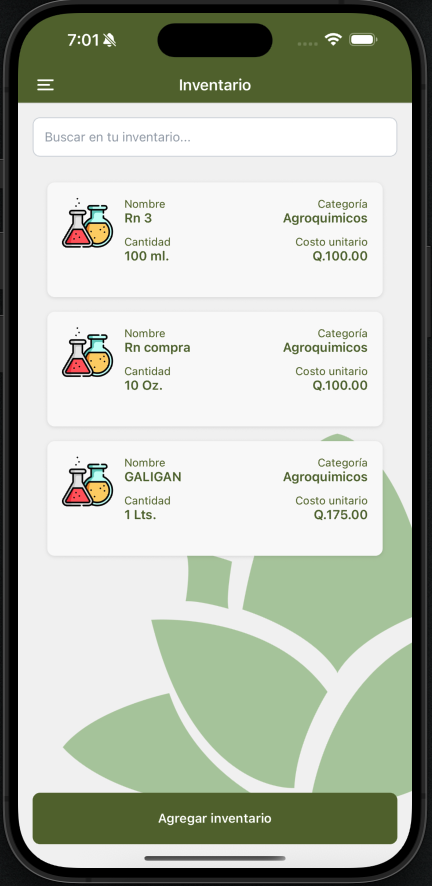 7:01
Inventario
Buscar en tu inventario...
Nombre Categoría
Rn 3 Agroquimicos
Cantidad Costo unitario
100 ml. Q.100.00
Nombre Categoría
Rn compra Agroquimicos
Cantidad Costo unitario
10 Oz. Q.100.00
Nombre Categoría
GALIGAN Agroquimicos
Cantidad Costo unitario
1 Lts. Q.175.00
Agregar inventario